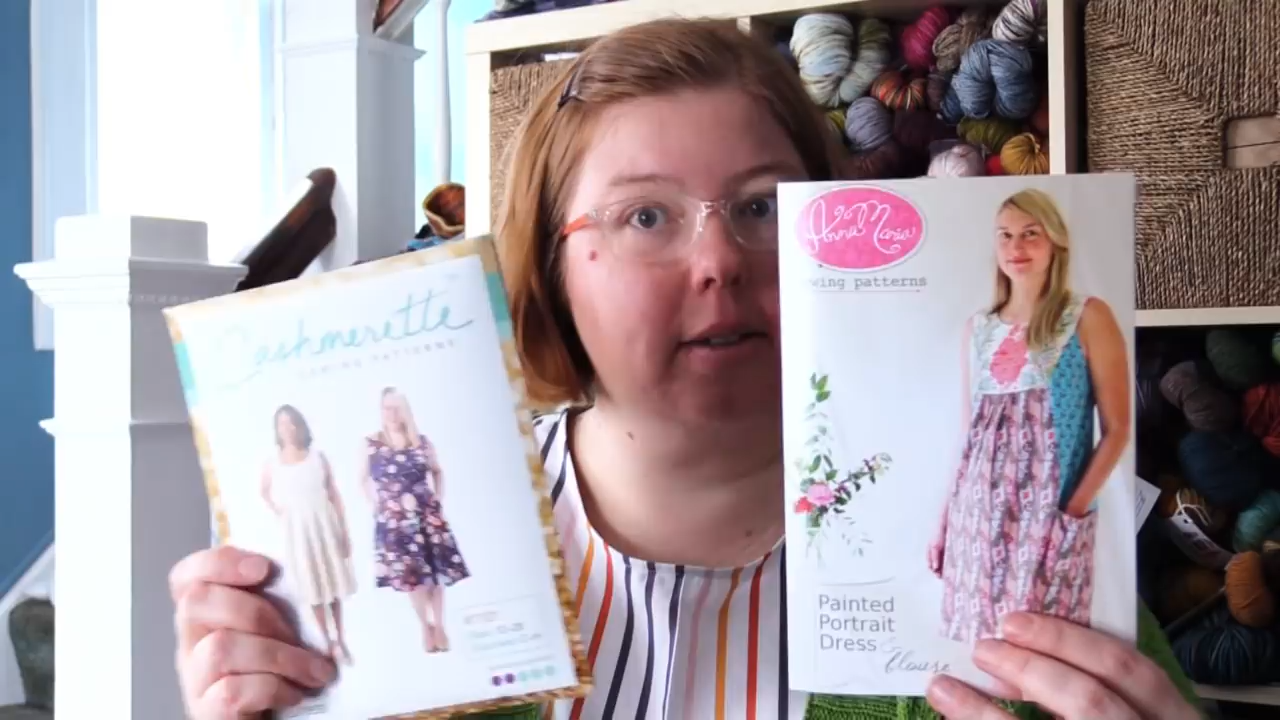 Cashmerette
SEWING PATTERNS
Anna Maria
sewing patterns
Painted
Portrait
Dress &
blouse